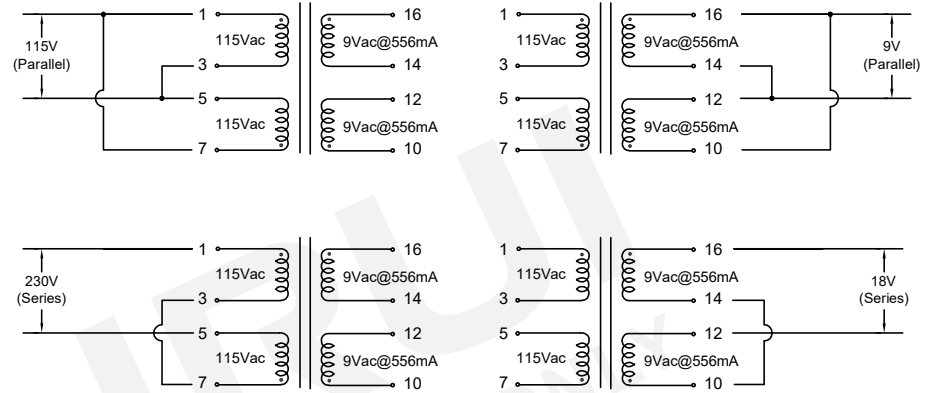 1 16 1 16
115V (Parallel) 115Vac 9Vac@556mA 115Vac 9Vac@556mA 9V (Parallel)
3 14 3 14
5 12 5 12
115Vac 9Vac@556mA 115Vac 9Vac@556mA
7 10 7 10
1 16 1 16
230V (Series) 115Vac 9Vac@556mA 115Vac 9Vac@556mA 18V (Series)
3 14 3 14
5 12 5 12
115Vac 9Vac@556mA 115Vac 9Vac@556mA
7 10 7 10